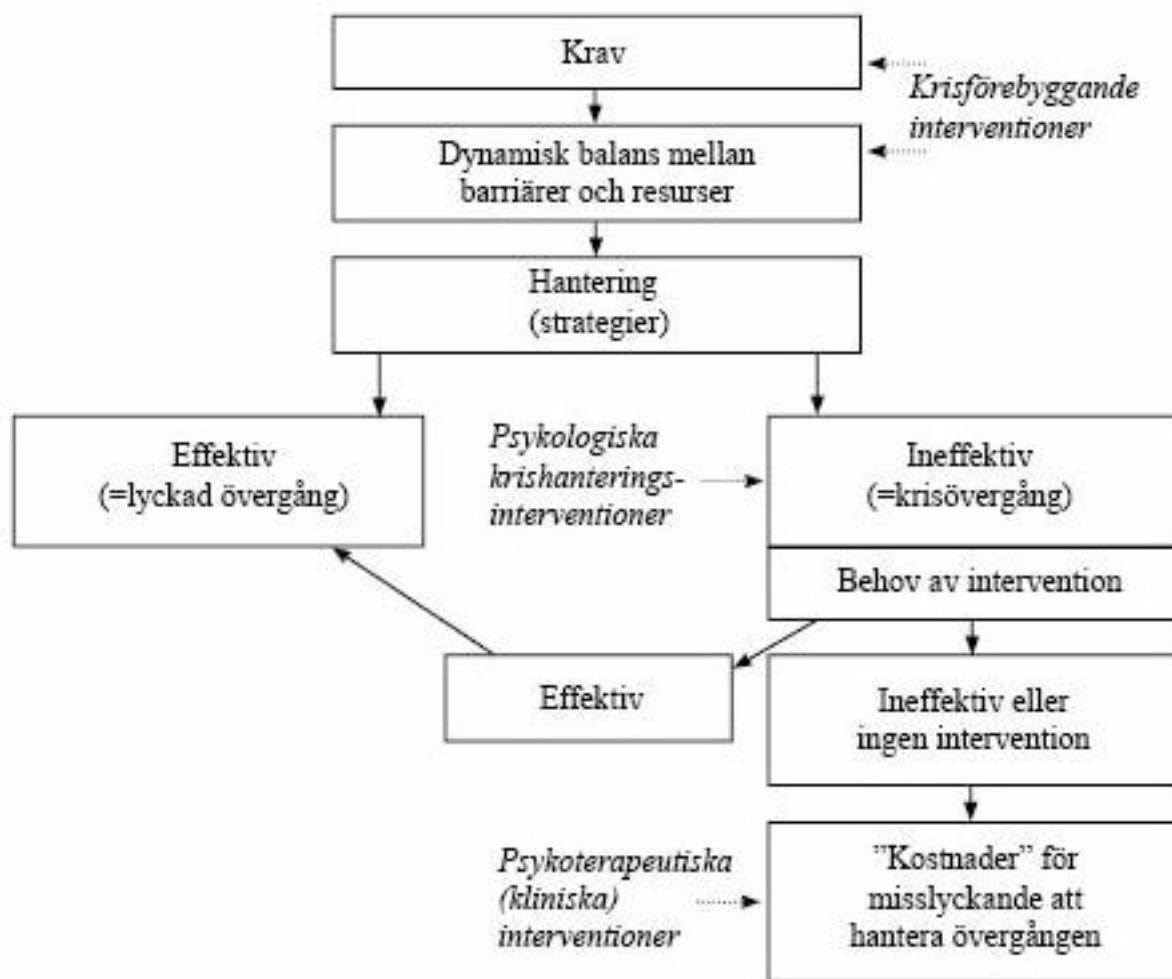 Krav
Krisförebyggande
interventioner
Dynamisk balans mellan
barriärer och resurser
Hantering
(strategier)
Effektiv
(=lyckad övergång)
Psykologiska
krishanterings-
interventioner
Ineffektiv
(=krisövergång)
Behov av intervention
Effektiv
Ineffektiv eller
ingen intervention
Psykoterapeutiska
(kliniska)
interventioner
”Kostnader” för
misslyckande att
hantera övergången